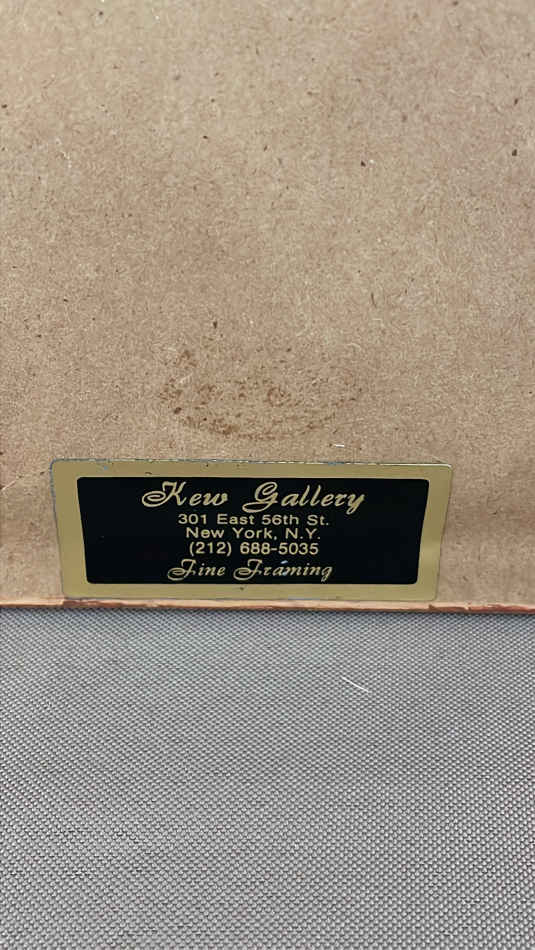 Kew Gallery
301 East 56th St.
New York, N.Y.
(212) 688-5035
Fine Framing